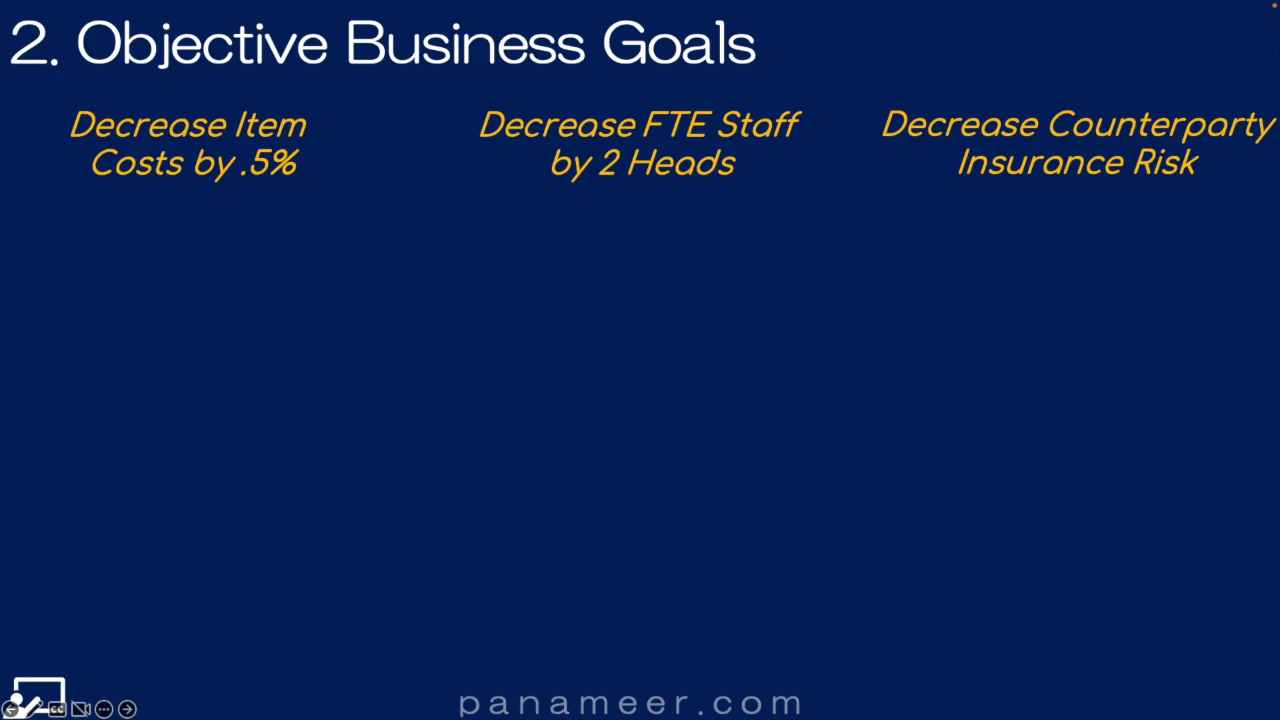 2. Objective Business Goals
Decrease Item
Costs by .5%
Decrease FTE Staff
by 2 Heads
Decrease Counterparty
Insurance Risk
CC
panameer.com